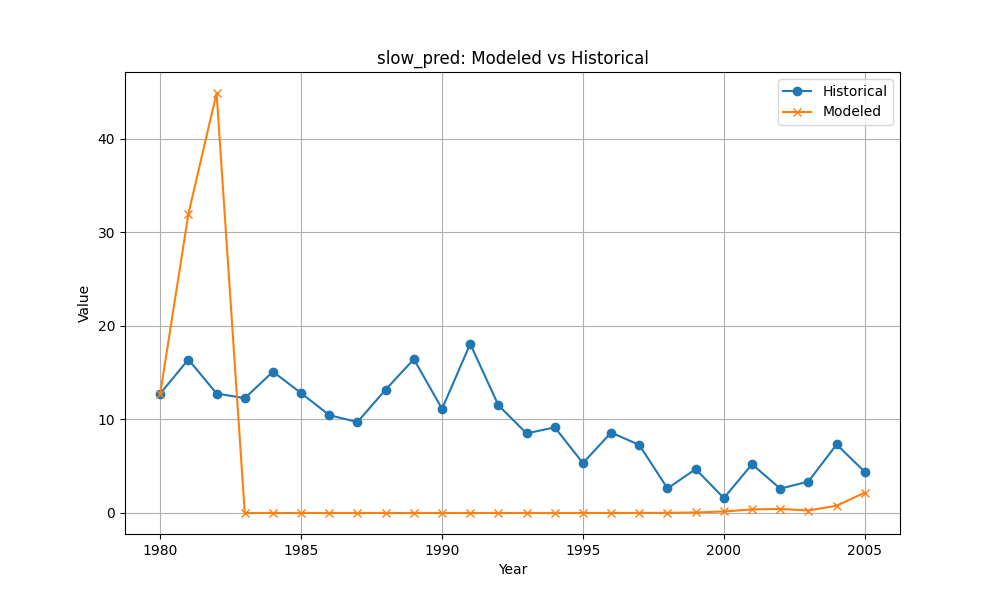 slow_pred: Modeled vs Historical
Historical
Modeled
Value
40
30
20
10
0
1980 1985 1990 1995 2000 2005
Year